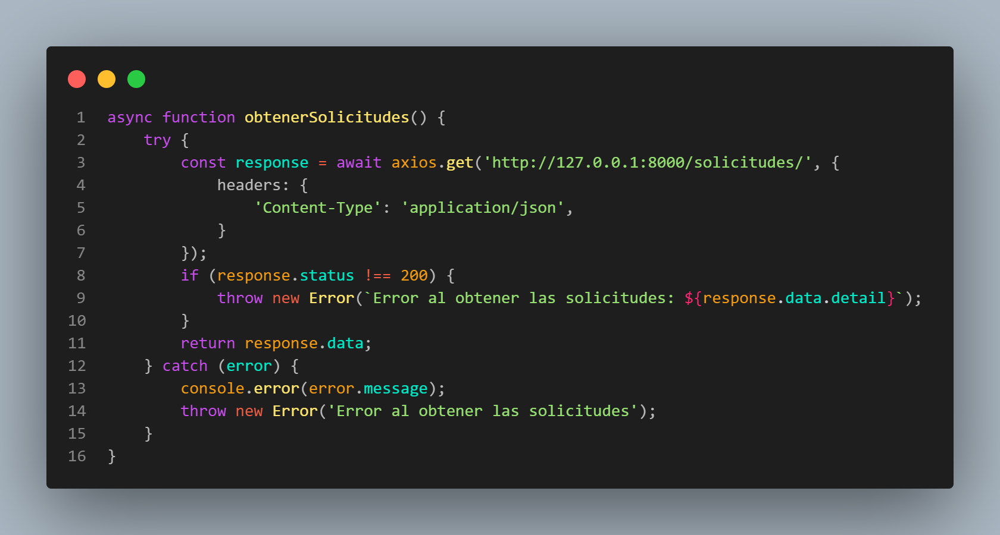 1 async function obtenerSolicitudes() {
2     try {
3         const response = await axios.get('http://127.0.0.1:8000/solicitudes/', {
4             headers: {
5                 'Content-Type': 'application/json',
6             }
7         });
8         if (response.status !== 200) {
9             throw new Error(`Error al obtener las solicitudes: ${response.data.detail}`);
10         }
11         return response.data;
12     } catch (error) {
13         console.error(error.message);
14         throw new Error('Error al obtener las solicitudes');
15     }
16 }